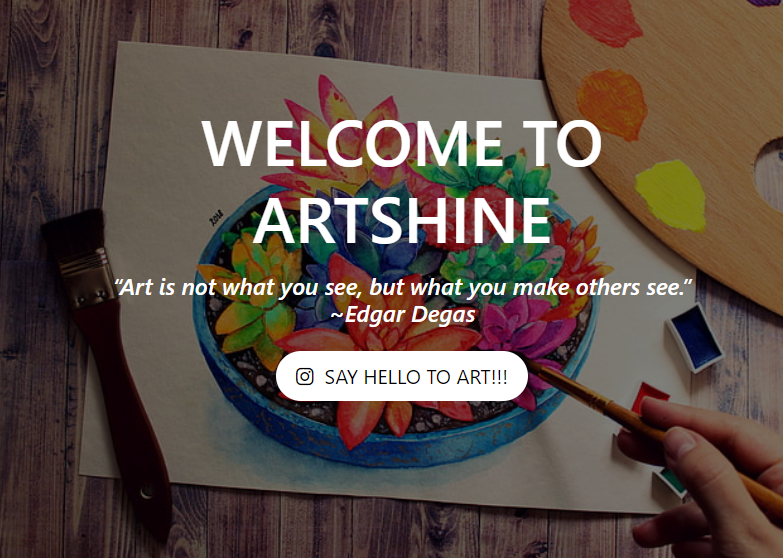 WELCOME TO
ARTSHINE
2018
“Art is not what you see, but what you make others see.”
~Edgar Degas
SAY HELLO TO ART!!!